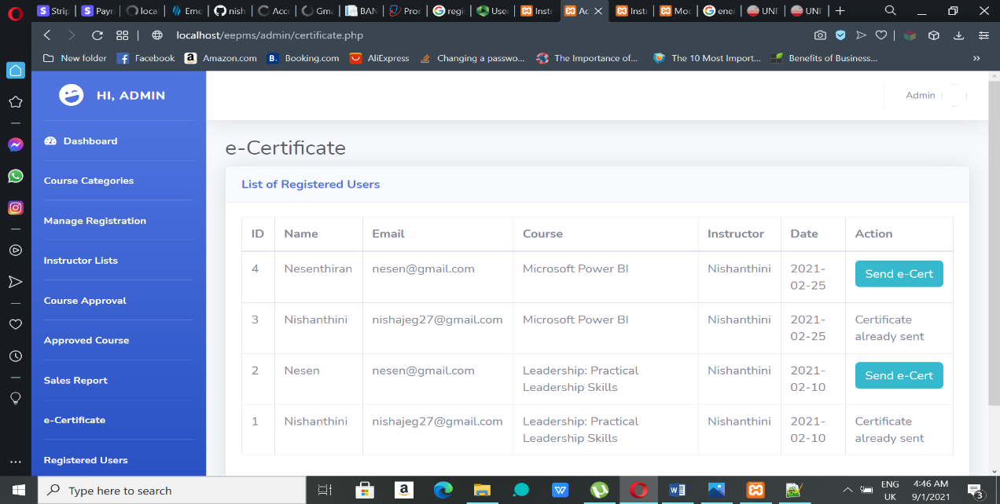 Strip
Paym
local
Eme
nish
Acco
Gma
BAN
Pror
regis
User
Instr
Ac
Instr
Moc
ener
UNI
UNI
localhost/eepms/admin/certificate.php
New folder
Facebook
Amazon.com
Booking.com
AliExpress
Changing a passwo...
The Importance of...
The 10 Most Import...
Benefits of Business...
HI, ADMIN
Admin
Dashboard
Course Categories
Manage Registration
Instructor Lists
Course Approval
Approved Course
Sales Report
e-Certificate
Registered Users
e-Certificate
List of Registered Users
ID Name Email Course Instructor Date Action
4 Nesenthiran nesen@gmail.com Microsoft Power BI Nishanthini 2021-
02-25
Send e-Cert
3 Nishanthini nishajeg27@gmail.com Microsoft Power BI Nishanthini 2021- Certificate
02-25 already sent
2 Nesen nesen@gmail.com Leadership: Practical Nishanthini 2021-
Leadership Skills 02-10
Send e-Cert
1 Nishanthini nishajeg27@gmail.com Leadership: Practical Nishanthini 2021- Certificate
Leadership Skills 02-10 already sent
Type here to search
ENG
UK
4:46 AM
9/1/2021
3